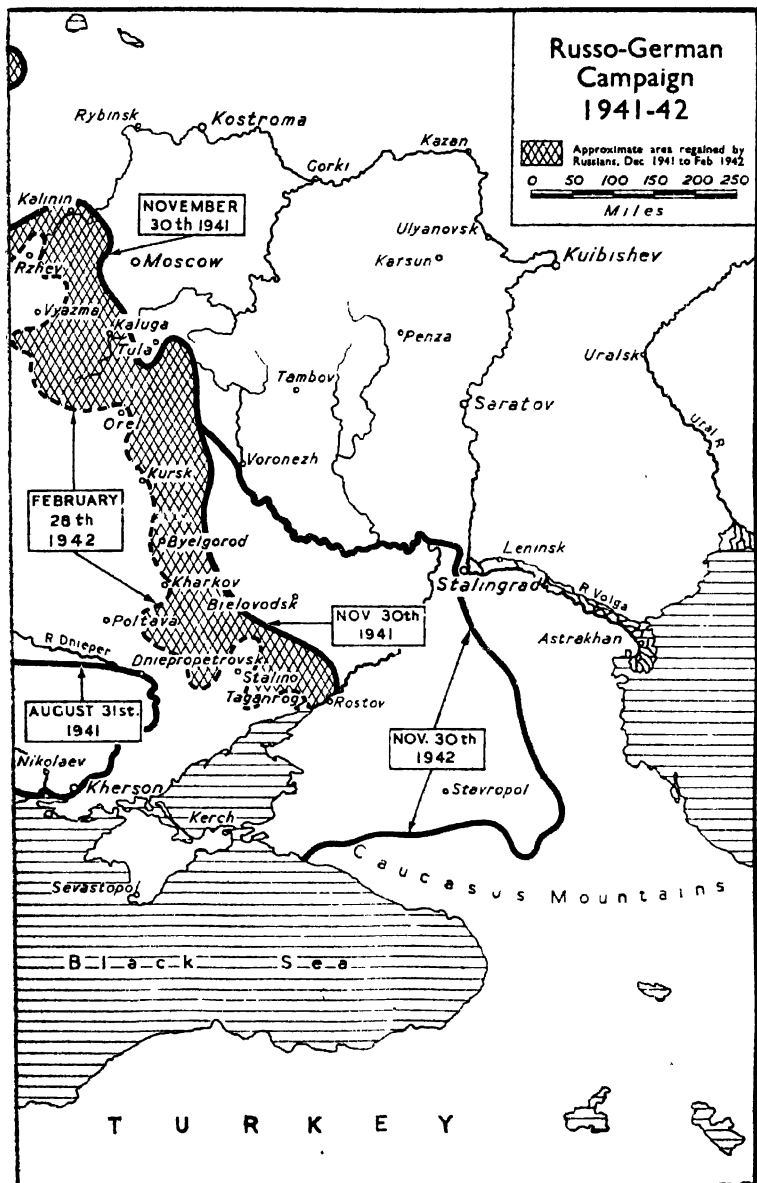 Russo-German
Campaign
1941-42
Approximate area regained by
Russians, Dec 1941 to Feb 1942
0 50 100 150 200 250
Miles
Rybinsk
Kostroma
Kazan
Gorki
Kalinin
NOVEMBER
30th 1941
Ulyanovsk
Rzhev
Moscow
Karsun
Kuibishev
Vyazma
Kaluga
Tula
Penza
Uralsk
Tambov
Ore
Saratov
Ural R
Voronezh
Kursk
FEBRUARY
28th
1942
Byelgorod
Leninsk
Kharkov
Stalingrad
R Volga
Bielovodsk
Poltava
NOV 30th
1941
R Dnieper
Astrakhan
Dniepropetrovsk
Stalino
Taganrog
Rostov
AUGUST 31st.
1941
NOV. 30th
1942
Nikolaev
Kherson
Stavropol
Kerch
Caucasus Mountains
Sevastopol
Black Sea
TURKEY